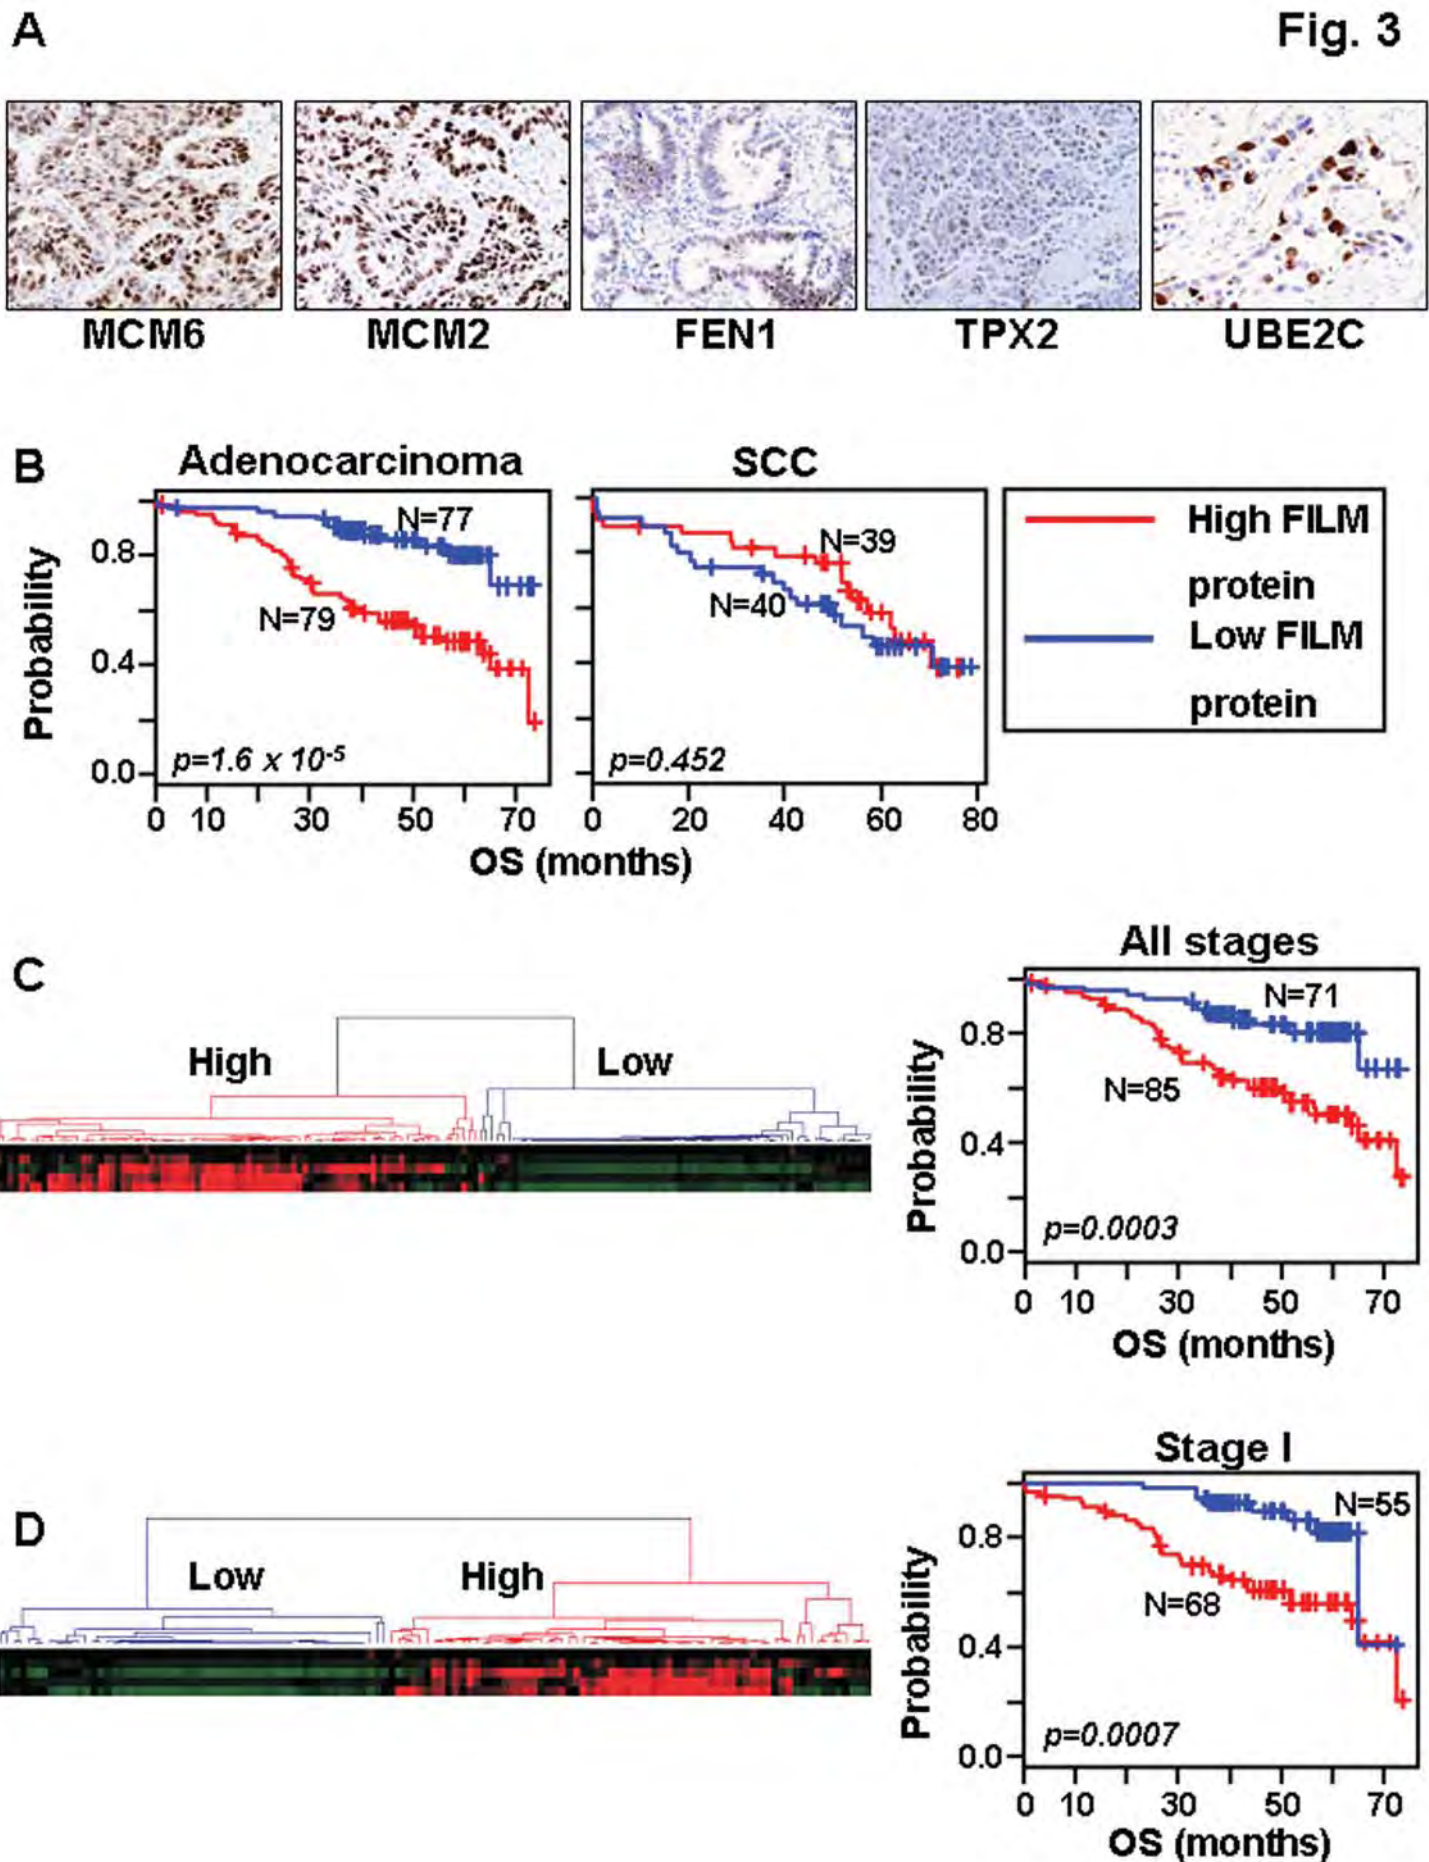 A
Fig. 3
MCM6 MCM2 FEN1 TPX2 UBE2C
B
Adenocarcinoma
SCC
Probability
0.8
0.4
0.0
N=77
N=79
p=1.6 x 10-5
0 10 30 50 70
N=39
N=40
p=0.452
0 20 40 60 80
OS (months)
High FILM
protein
Low FILM
protein
C
High
Low
All stages
Probability
0.8
0.4
0.0
N=71
N=85
p=0.0003
0 10 30 50 70
OS (months)
D
Low
High
Stage I
Probability
0.8
0.4
0.0
N=55
N=68
p=0.0007
0 10 30 50 70
OS (months)